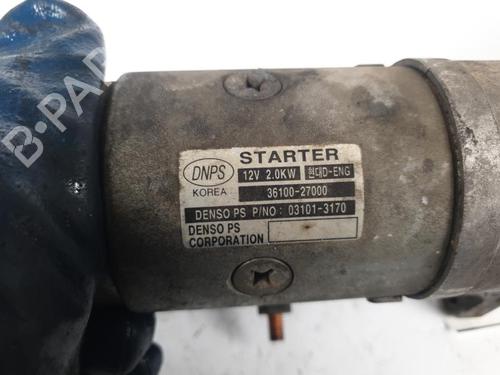 STARTER
DNPS
12V 2.0KW 현대D-ENG
KOREA
36100-27000
DENSO PS P/NO : 03101-3170
DENSO PS
CORPORATION
B-PARTS